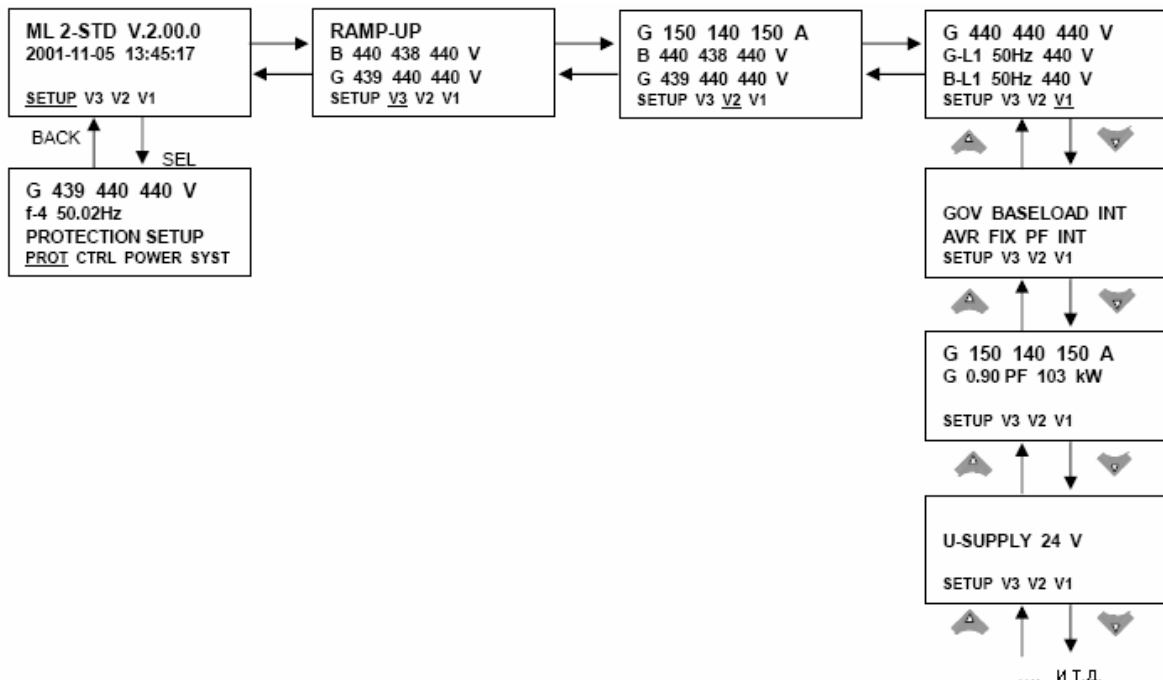 ML 2-STD V.2.00.0
2001-11-05 13:45:17
SETUP V3 V2 V1
RAMP-UP
B 440 438 440 V
G 439 440 440 V
SETUP V3 V2 V1
G 150 140 150 A
B 440 438 440 V
G 439 440 440 V
SETUP V3 V2 V1
G 440 440 440 V
G-L1 50Hz 440 V
B-L1 50Hz 440 V
SETUP V3 V2 V1
BACK
SEL
G 439 440 440 V
f-4 50.02Hz
PROTECTION SETUP
PROT CTRL POWER SYST
GOV BASELOAD INT
AVR FIX PF INT
SETUP V3 V2 V1
G 150 140 150 A
G 0.90 PF 103 kW
SETUP V3 V2 V1
U-SUPPLY 24 V
SETUP V3 V2 V1
.... и т.д.